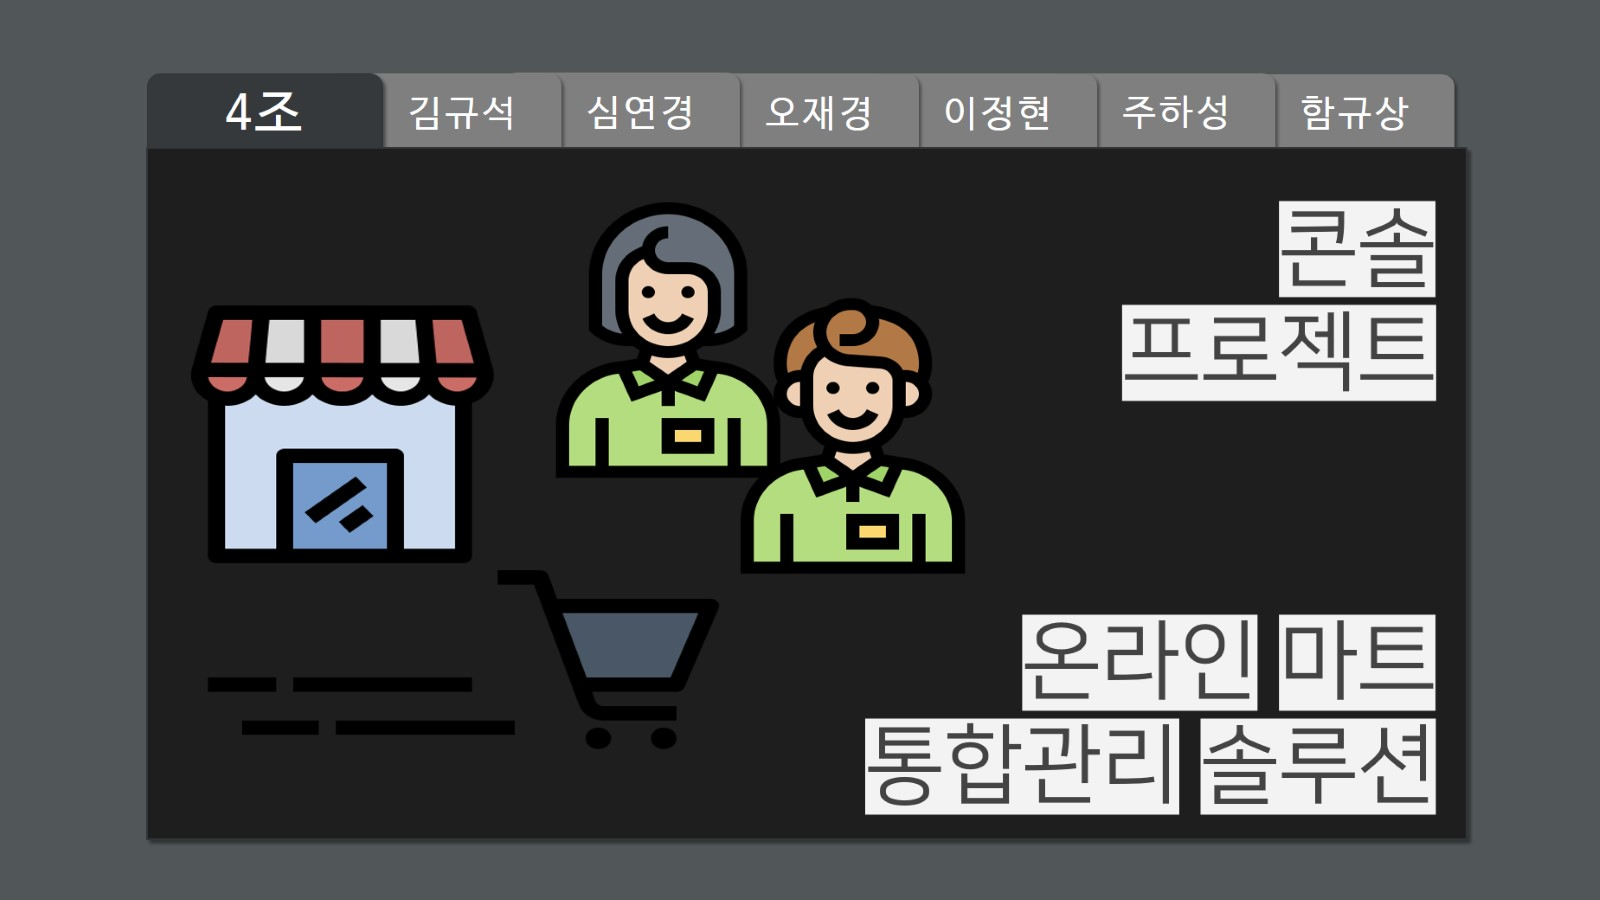 4조 김규석 심연경 오재경 이정현 주하성 함규상
콘솔
프로젝트
온라인 마트
통합관리 솔루션